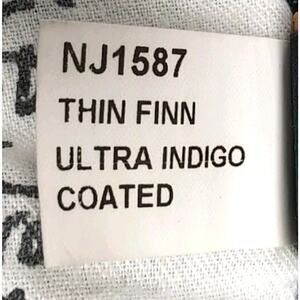 NJ1587
THIN FINN
ULTRA INDIGO
COATED